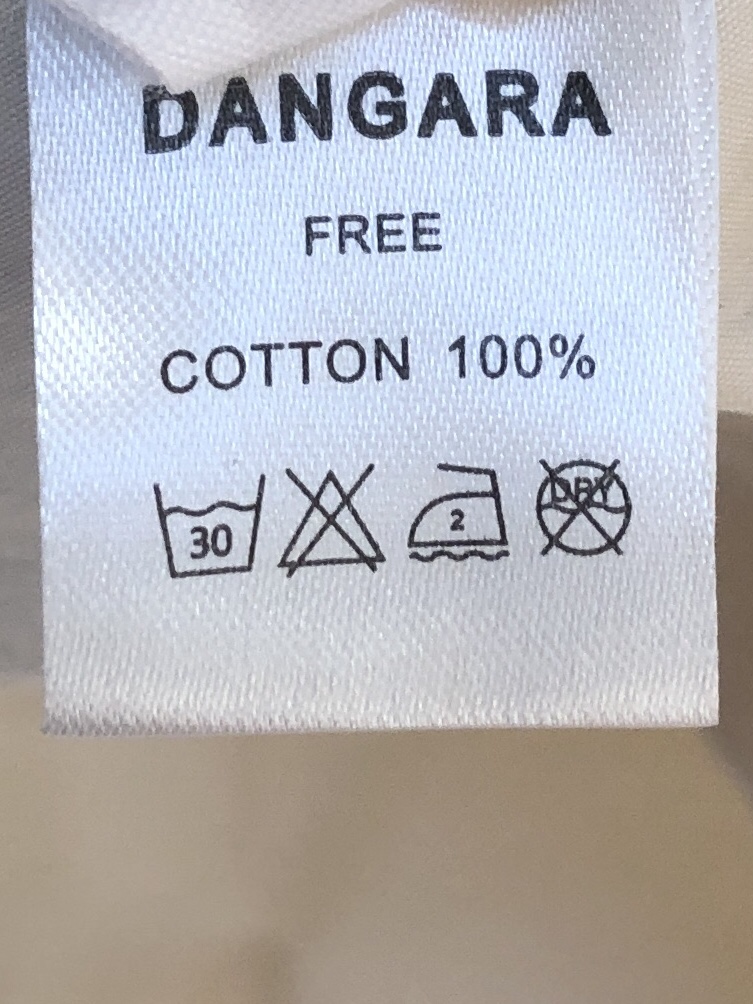 DANGARA
FREE
COTTON 100%
30 2 DRY